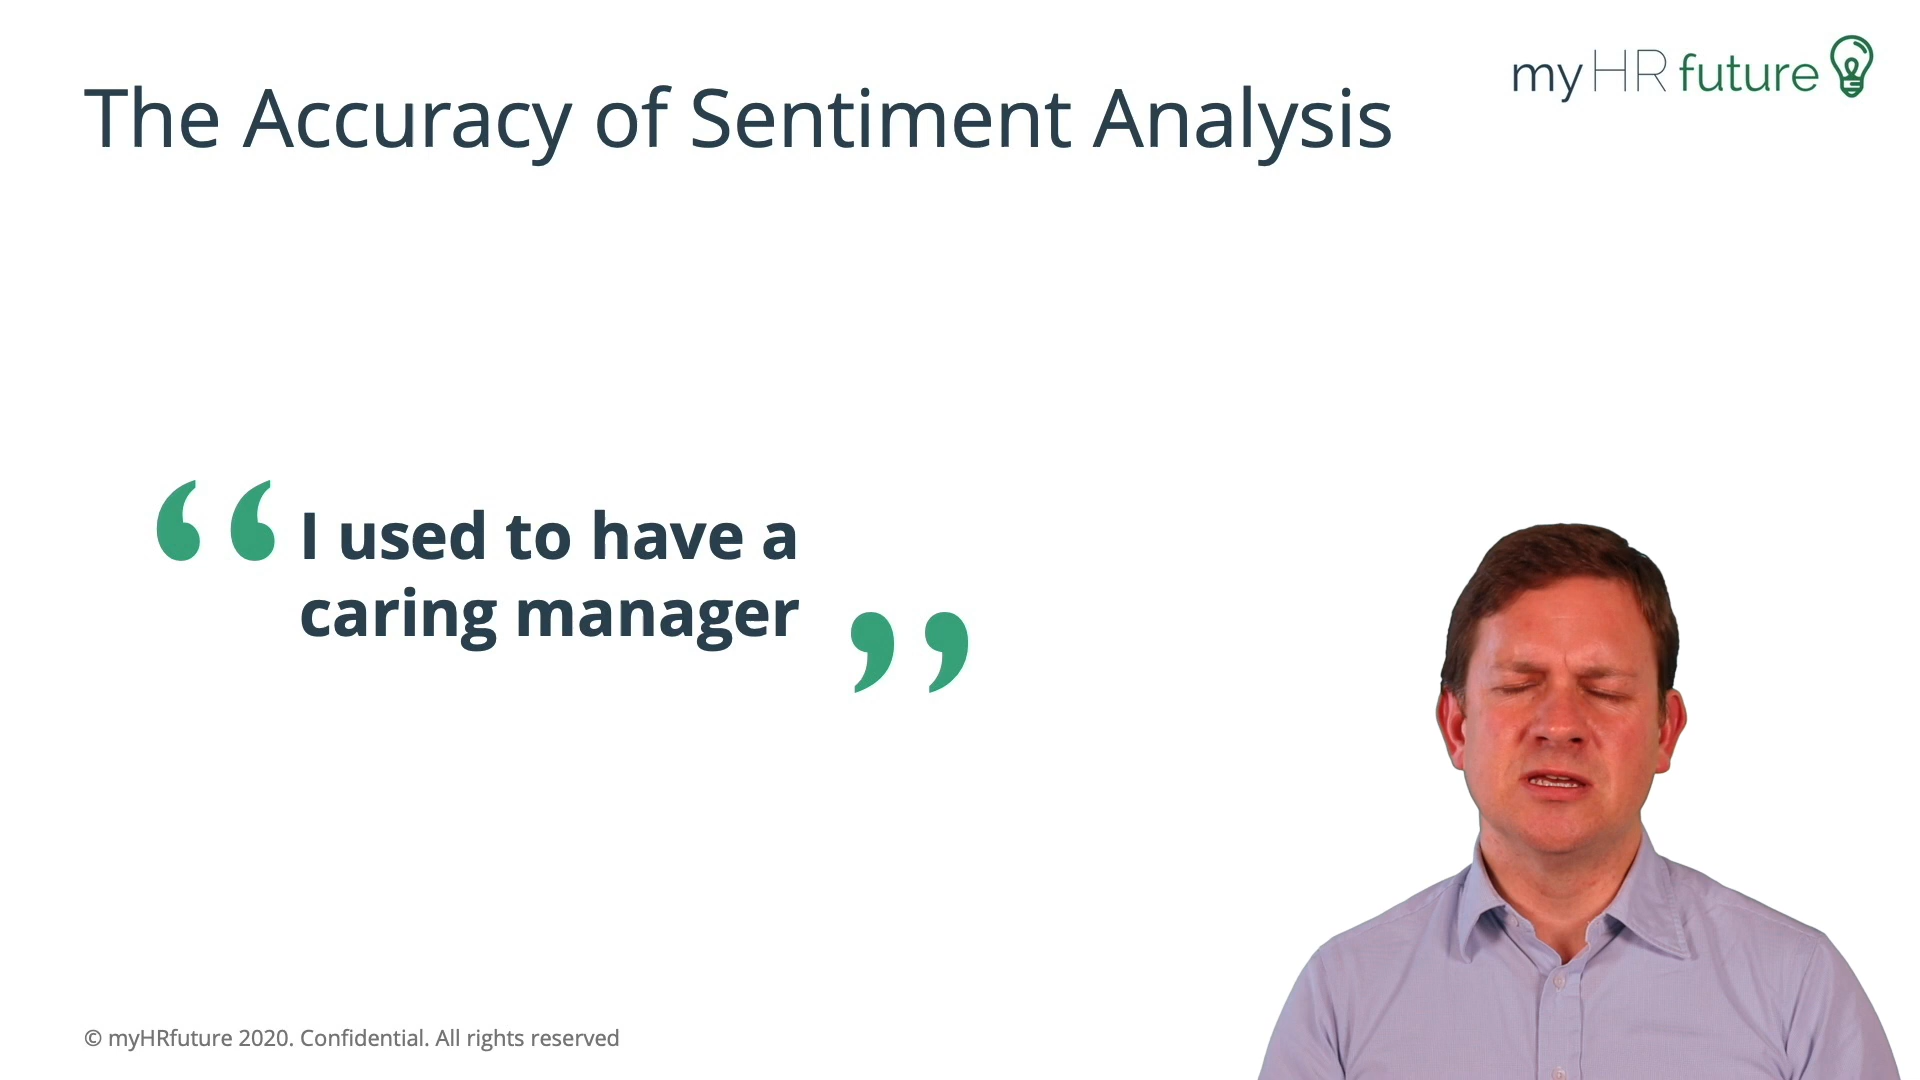 The Accuracy of Sentiment Analysis
my HR future
“I used to have a
caring manager”
© myHRfuture 2020. Confidential. All rights reserved